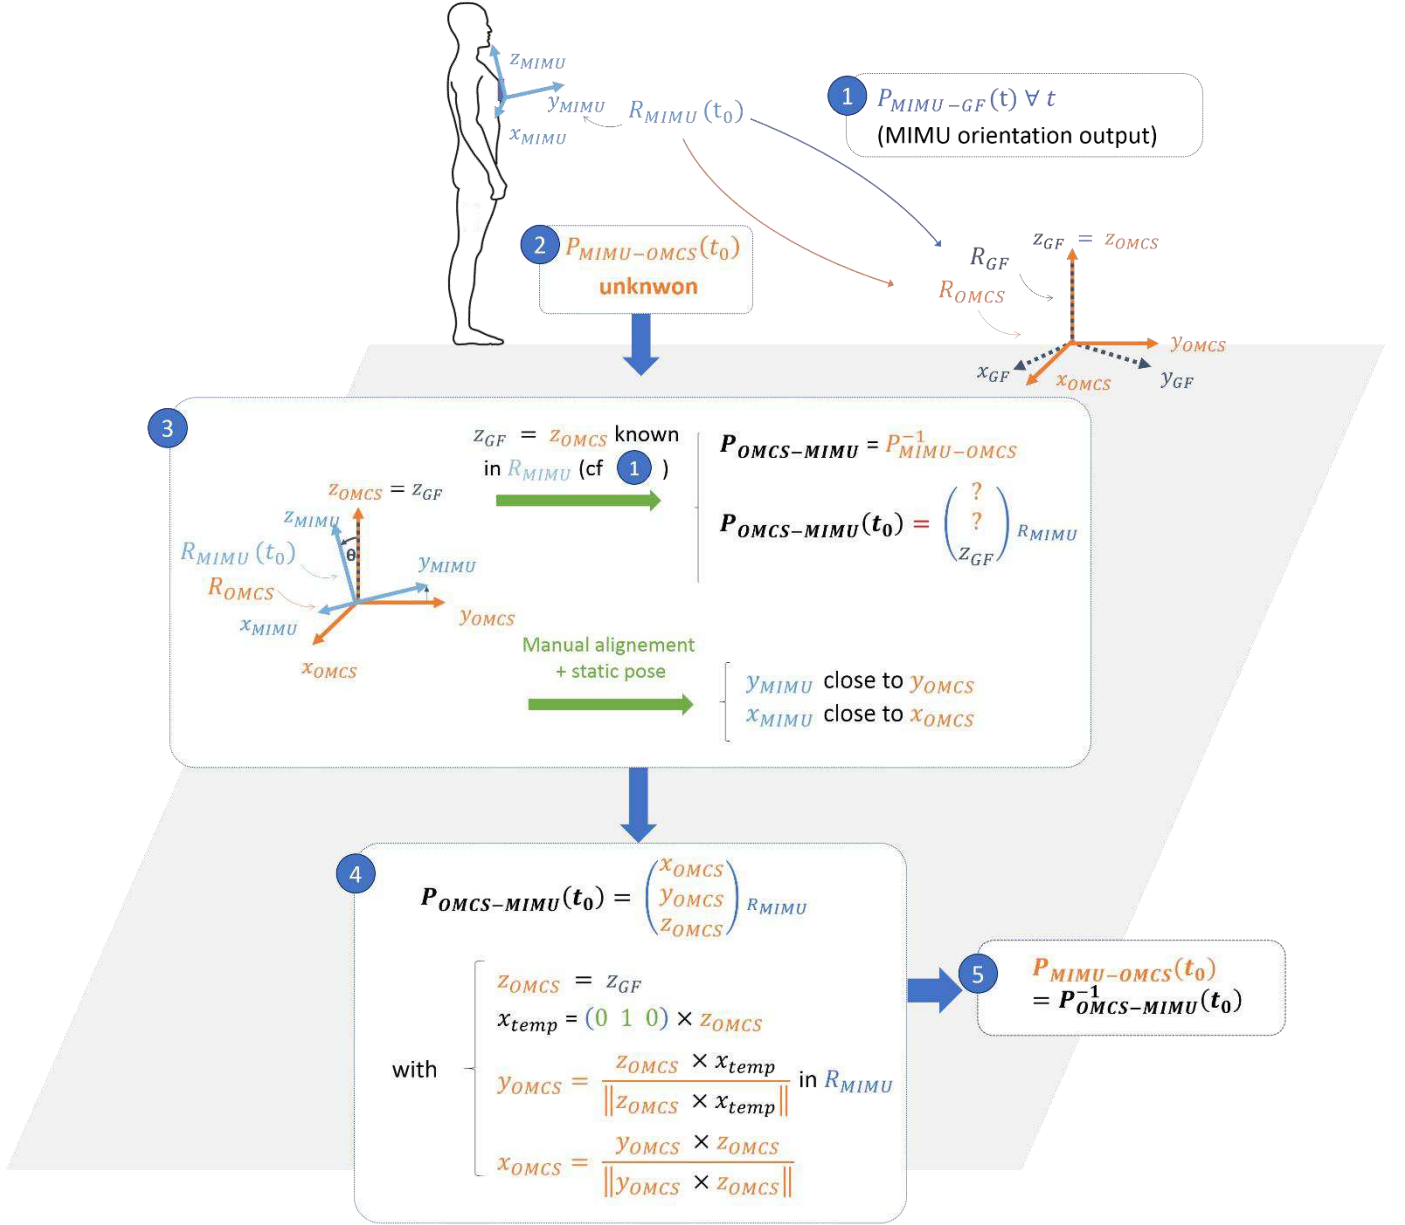 z_MIMU
y_MIMU
x_MIMU
R_MIMU(t_0)
1
P_MIMU-GF(t) ∀ t
(MIMU orientation output)
2
P_MIMU-OMCS(t_0)
unknwon
z_GF = z_OMCS
R_GF
R_OMCS
y_OMCS
x_GF
x_OMCS
y_GF
3
z_GF = z_OMCS known
in R_MIMU (cf 1 )
P_OMCS-MIMU = P^-1_MIMU-OMCS
P_OMCS-MIMU(t_0) = ( ? ? z_GF ) R_MIMU
z_OMCS = z_GF
z_MIMU
θ
R_MIMU(t_0)
y_MIMU
R_OMCS
y_OMCS
x_MIMU
x_OMCS
Manual alignement
+ static pose
y_MIMU close to y_OMCS
x_MIMU close to x_OMCS
4
P_OMCS-MIMU(t_0) = ( x_OMCS y_OMCS z_OMCS ) R_MIMU
with
z_OMCS = z_GF
x_temp = (0 1 0) × z_OMCS
y_OMCS = z_OMCS × x_temp / ‖z_OMCS × x_temp‖ in R_MIMU
x_OMCS = y_OMCS × z_OMCS / ‖y_OMCS × z_OMCS‖
5
P_MIMU-OMCS(t_0)
= P^-1_OMCS-MIMU(t_0)